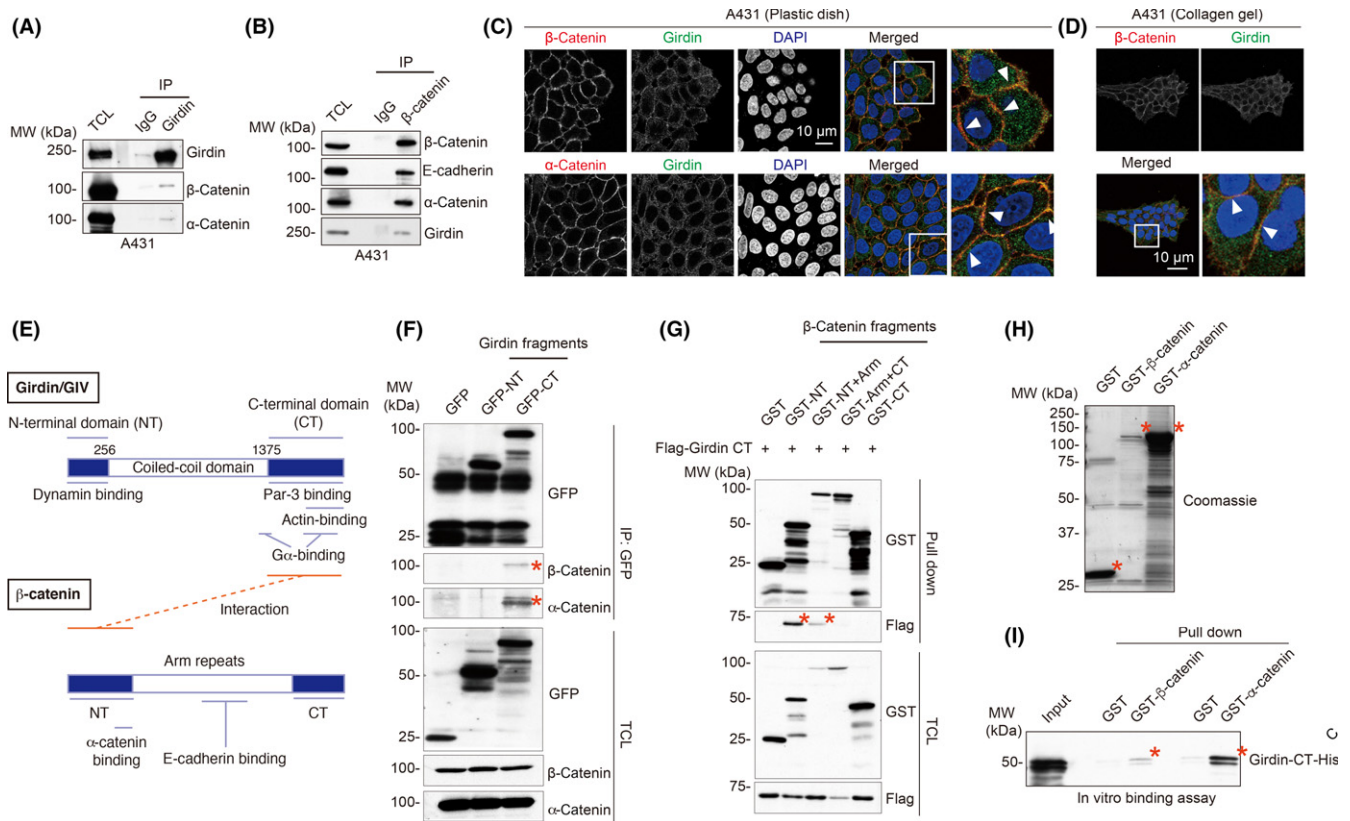 (A)
IP
TCL
IgG
Girdin
MW (kDa)
250-
Girdin
100-
β-Catenin
100-
α-Catenin
A431
(B)
IP
TCL
IgG
β-catenin
MW (kDa)
100-
β-Catenin
100-
E-cadherin
100-
α-Catenin
250-
Girdin
A431
(C)
A431 (Plastic dish)
β-Catenin Girdin DAPI Merged
10 μm
α-Catenin Girdin DAPI Merged
10 μm
(D)
A431 (Collagen gel)
β-Catenin Girdin
Merged
10 μm
(E)
Girdin/GIV
N-terminal domain (NT)
C-terminal domain (CT)
256 1375
Coiled-coil domain
Dynamin binding
Par-3 binding
Actin-binding
Gα-binding
β-catenin
Interaction
Arm repeats
NT CT
α-catenin binding
E-cadherin binding
(F)
Girdin fragments
MW (kDa)
GFP
GFP-NT
GFP-CT
100-
50-
25-
GFP
100- *
β-Catenin
100- *
α-Catenin
IP: GFP
100-
50-
25-
GFP
100-
β-Catenin
100-
α-Catenin
TCL
(G)
β-Catenin fragments
GST
GST-NT
GST-NT+Arm
GST-Arm+CT
GST-CT
Flag-Girdin CT + + + + +
MW (kDa)
100-
50-
25-
GST
75- * *
Flag
Pull down
100-
50-
25-
GST
75-
Flag
TCL
(H)
GST
GST-β-catenin
GST-α-catenin
MW (kDa)
250-
150- * *
100-
75-
50-
37-
25- *
Coomassie
(I)
Pull down
Input
GST
GST-β-catenin
GST
GST-α-catenin
MW (kDa)
50- * *
Girdin-CT-His
In vitro binding assay